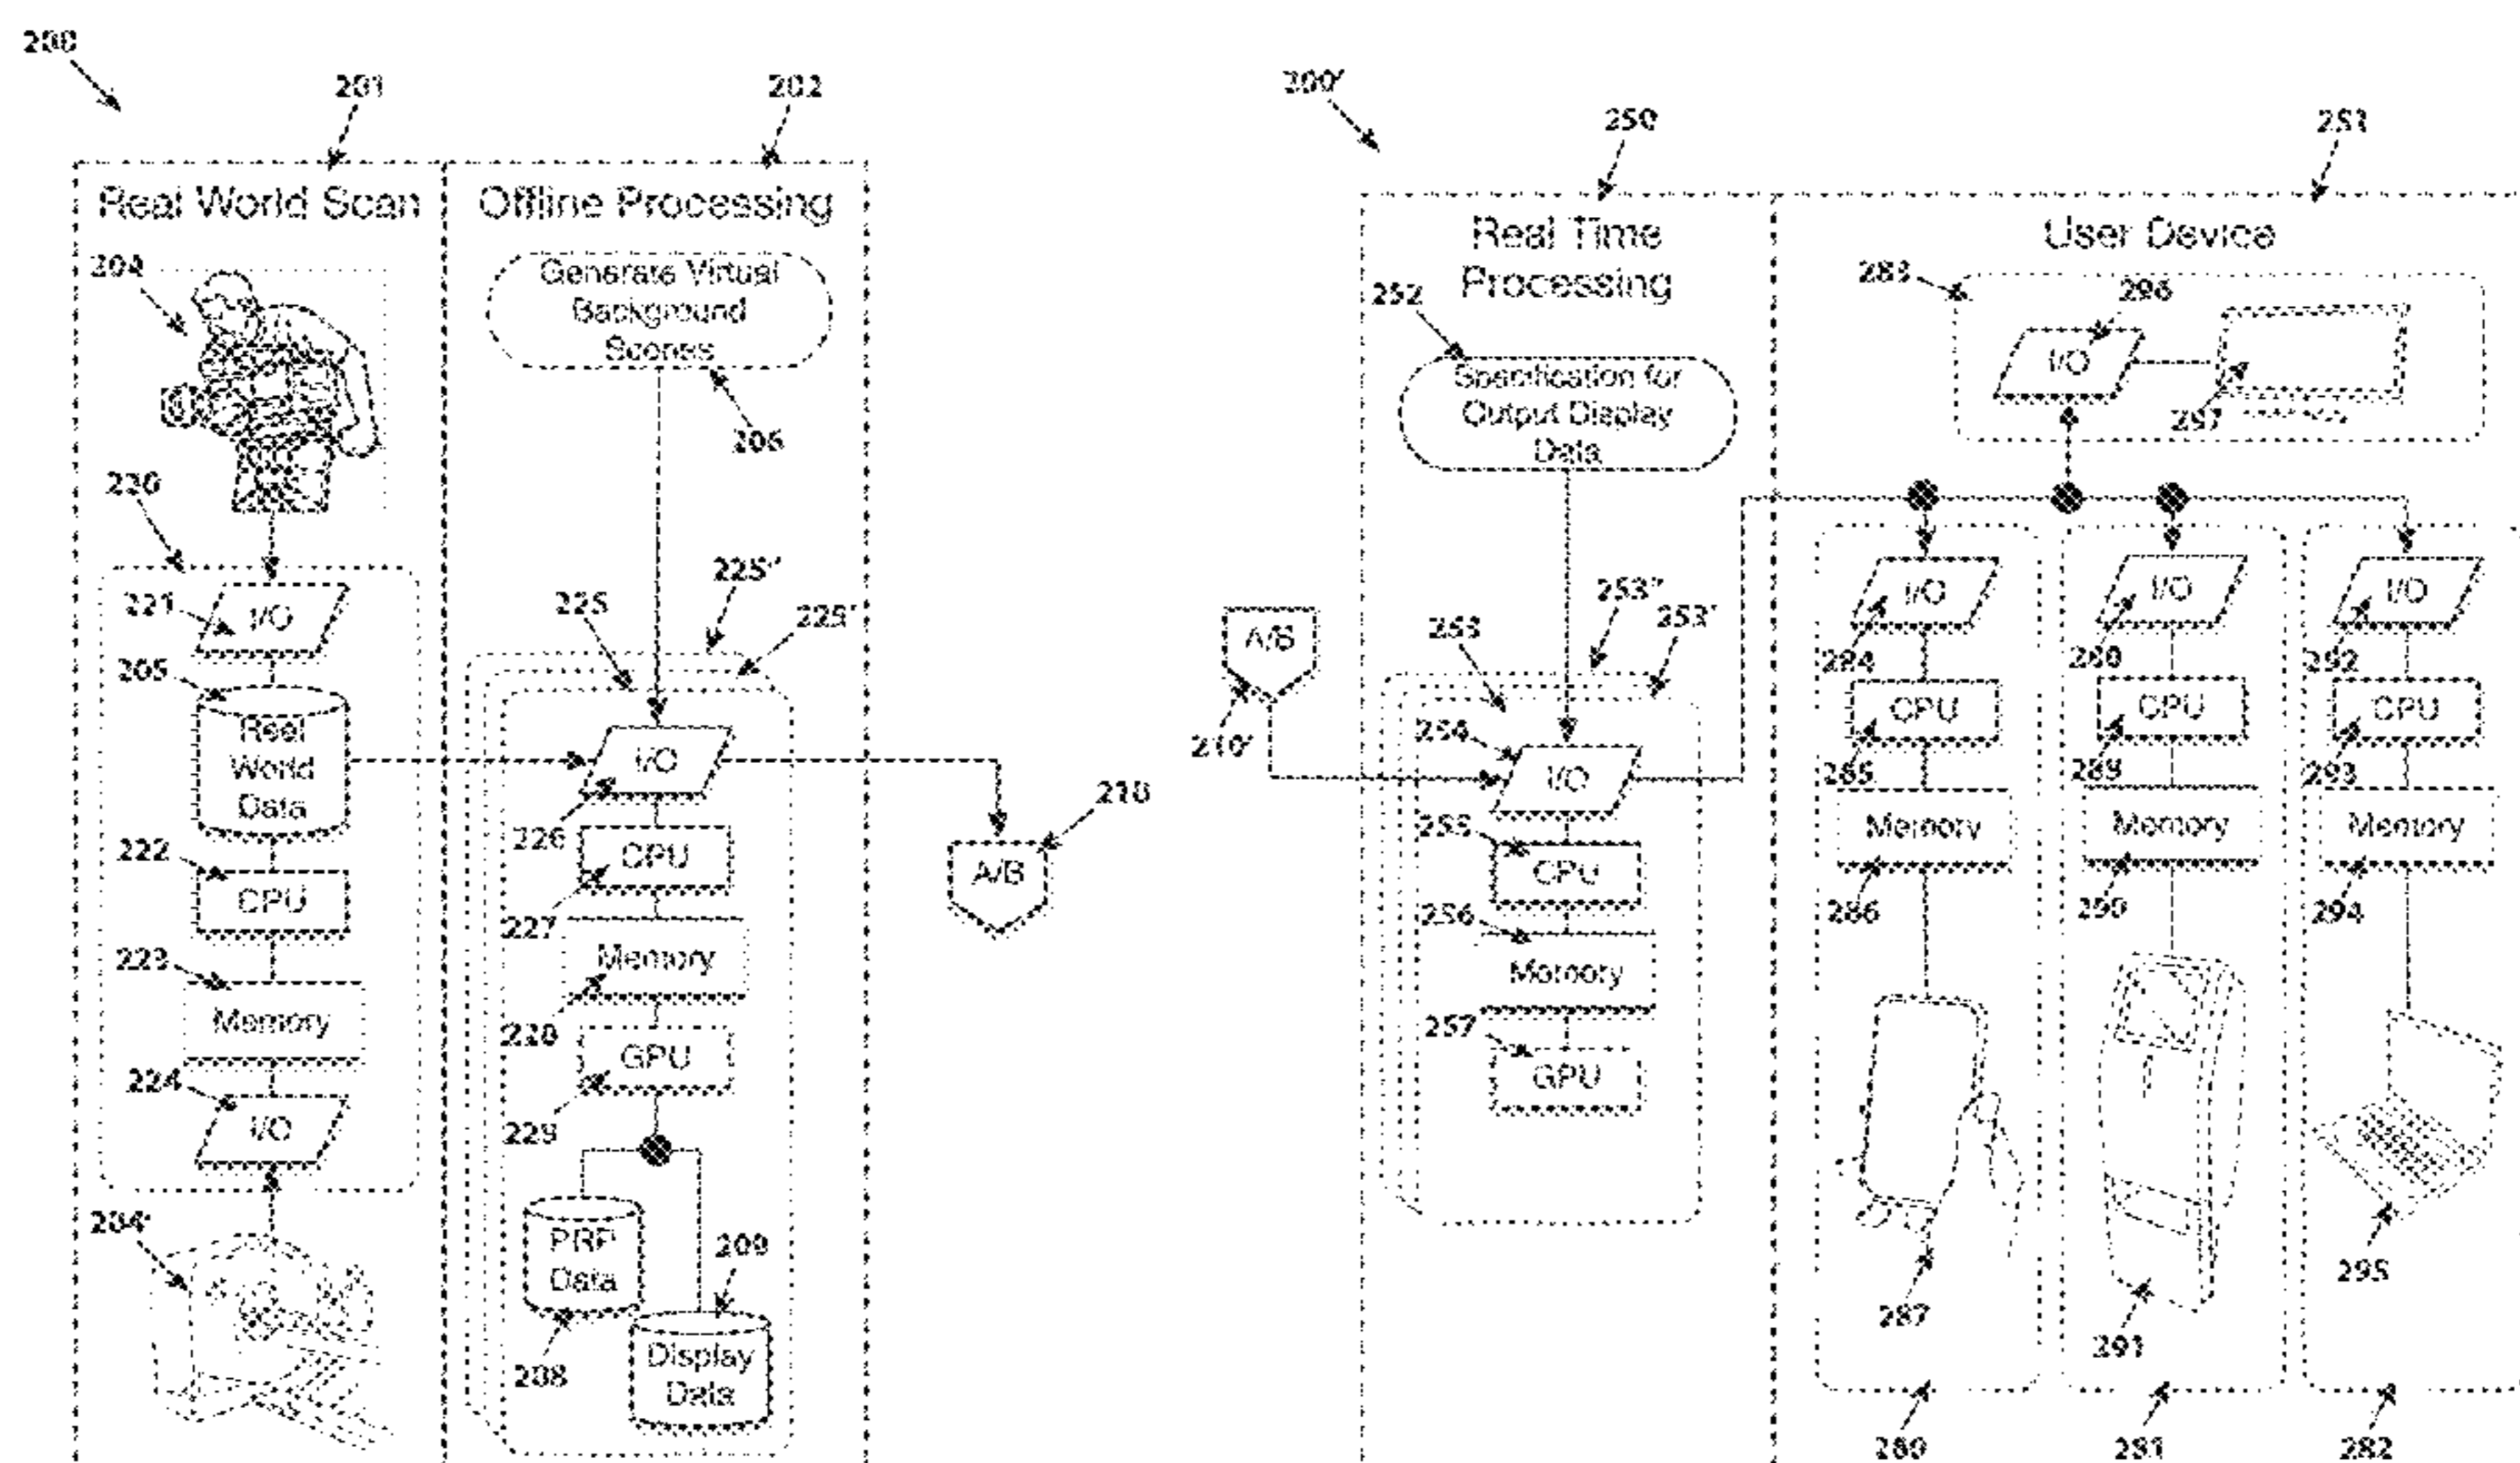 200
201
202
Real World Scan
Offline Processing
204
Generate Virtual
Background
Scenes
206
220
221
I/O
205
Real
World
Data
222
CPU
223
Memory
224
I/O
204'
225
225''
225'
226
I/O
227
CPU
228
Memory
229
GPU
PRP
Data
208
209
Display
Data
210
A/B
200'
250
251
Real Time
Processing
User Device
252
Specification for
Output Display
Data
283
296
I/O
297
A/B
210'
253
253''
253'
254
I/O
255
CPU
256
Memory
257
GPU
I/O
I/O
I/O
284
288
292
CPU
CPU
CPU
285
289
293
Memory
Memory
Memory
286
290
294
287
291
295
280
281
282